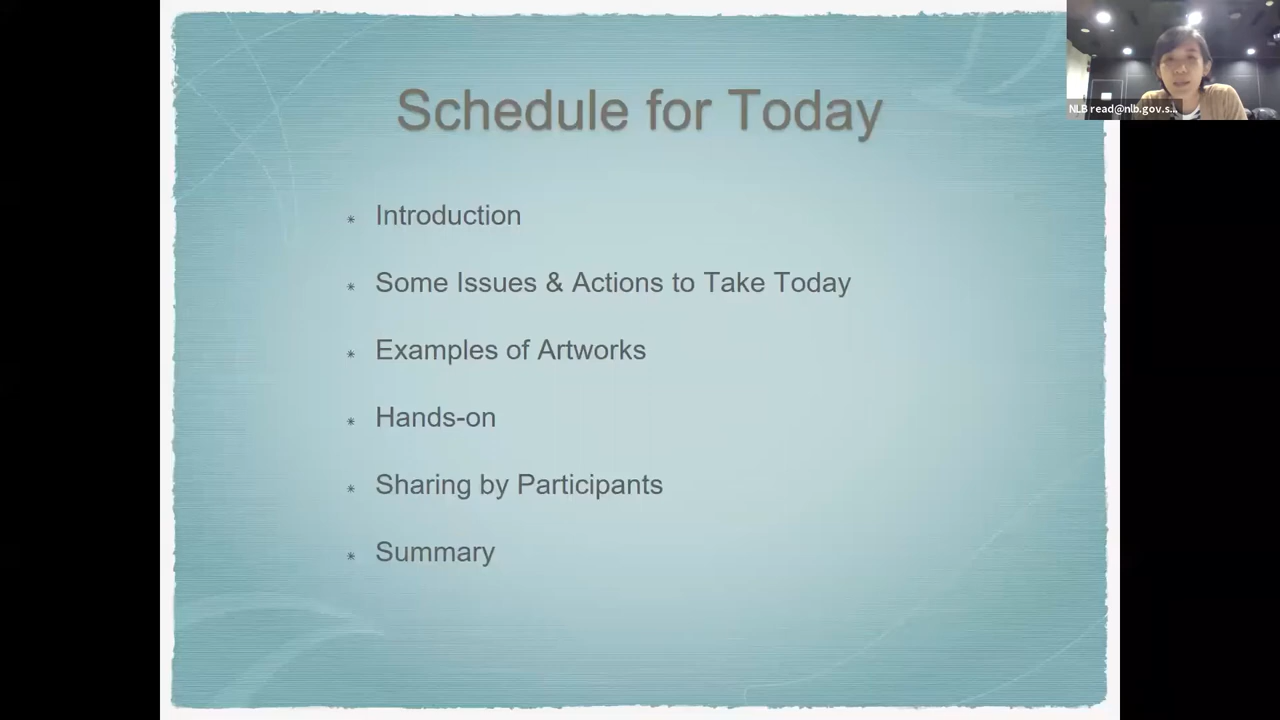 Schedule for Today
NLB read@nlb.gov.s...
* Introduction
* Some Issues & Actions to Take Today
* Examples of Artworks
* Hands-on
* Sharing by Participants
* Summary